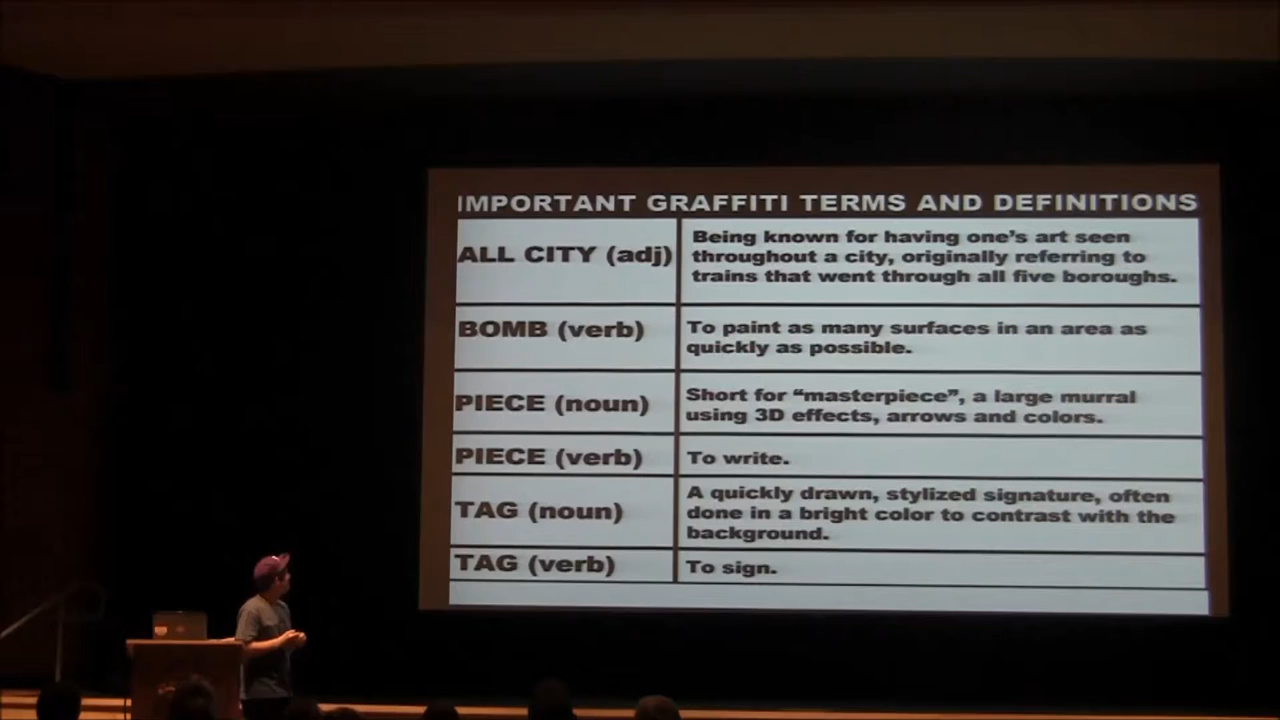 IMPORTANT GRAFFITI TERMS AND DEFINITIONS
ALL CITY (adj)
Being known for having one's art seen
throughout a city, originally referring to
trains that went through all five boroughs.
BOMB (verb)
To paint as many surfaces in an area as
quickly as possible.
PIECE (noun)
Short for “masterpiece”, a large murral
using 3D effects, arrows and colors.
PIECE (verb)
To write.
TAG (noun)
A quickly drawn, stylized signature, often
done in a bright color to contrast with the
background.
TAG (verb)
To sign.